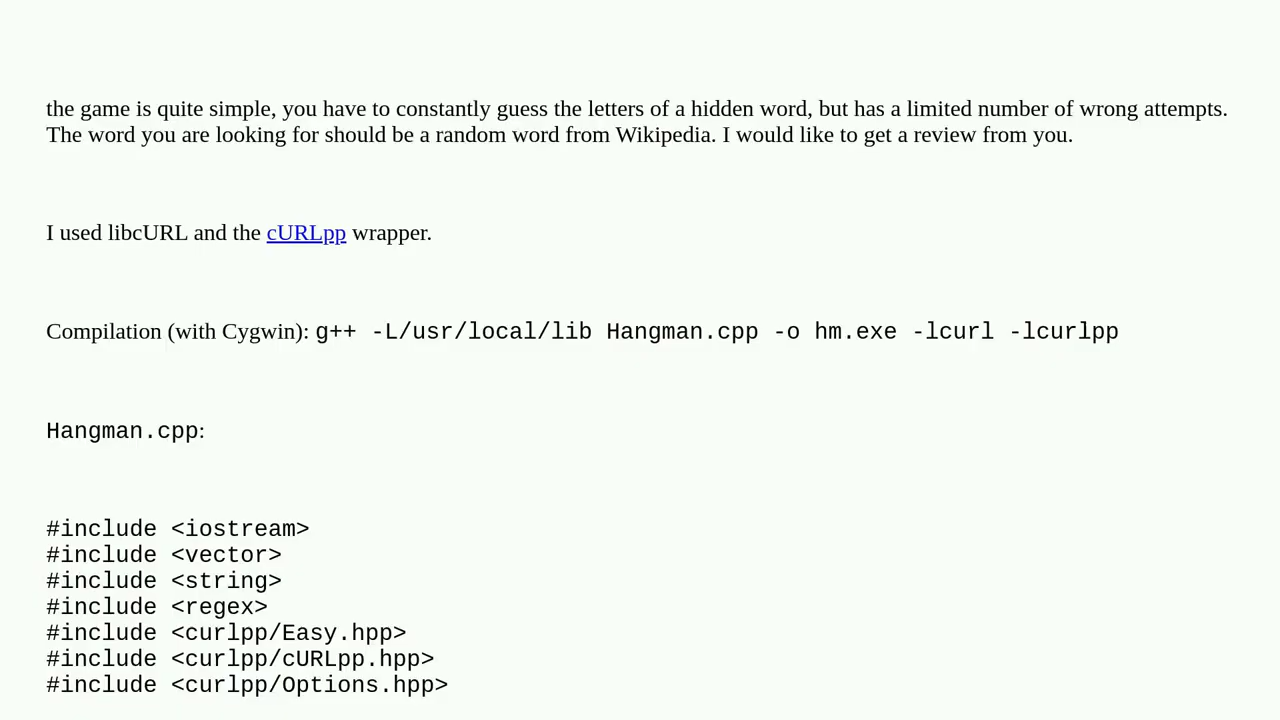 the game is quite simple, you have to constantly guess the letters of a hidden word, but has a limited number of wrong attempts.
The word you are looking for should be a random word from Wikipedia. I would like to get a review from you.
I used libcURL and the cURLpp wrapper.
Compilation (with Cygwin): g++ -L/usr/local/lib Hangman.cpp -o hm.exe -lcurl -lcurlpp
Hangman.cpp:
#include <iostream>
#include <vector>
#include <string>
#include <regex>
#include <curlpp/Easy.hpp>
#include <curlpp/cURLpp.hpp>
#include <curlpp/Options.hpp>